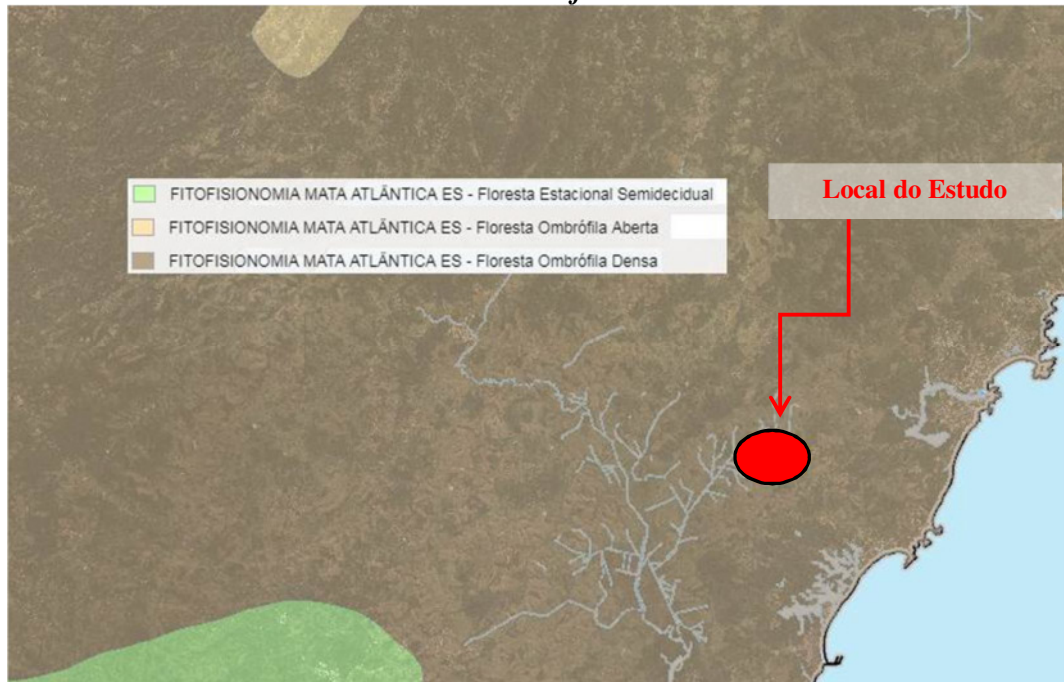 FITOFISIONOMIA MATA ATLÂNTICA ES - Floresta Estacional Semidecidual
Local do Estudo
FITOFISIONOMIA MATA ATLÂNTICA ES - Floresta Ombrófila Aberta
FITOFISIONOMIA MATA ATLÂNTICA ES - Floresta Ombrófila Densa